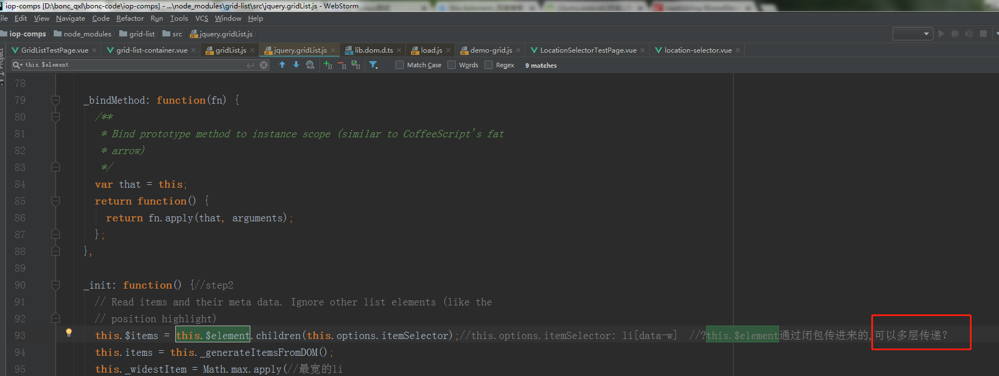 iop-comps [D:\bonc_qxl\bonc-code\iop-comps] - ...\node_modules\grid-list\src\jquery.gridList.js - WebStorm
ile Edit View Navigate Code Refactor Run Tools VCS Window Help
iop-comps node_modules grid-list src jquery.gridList.js
GridListTestPage.vue grid-list-container.vue gridList.js jquery.gridList.js lib.dom.d.ts load.js demo-grid.js LocationSelectorTestPage.vue location-selector.vue
this.$element Match Case Words Regex 9 matches
78
79 _bindMethod: function(fn) {
80 /**
81 * Bind prototype method to instance scope (similar to CoffeeScript's fat
82 * arrow)
83 */
84 var that = this;
85 return function() {
86 return fn.apply(that, arguments);
87 };
88 },
89
90 _init: function() {//step2
91 // Read items and their meta data. Ignore other list elements (like the
92 // position highlight)
93 this.$items = this.$element.children(this.options.itemSelector);//this.options.itemSelector: li[data-w] //?this.$element通过闭包传进来的,可以多层传递?
94 this.items = this._generateItemsFromDOM();
95 this._widestItem = Math.max.apply(//最宽的li